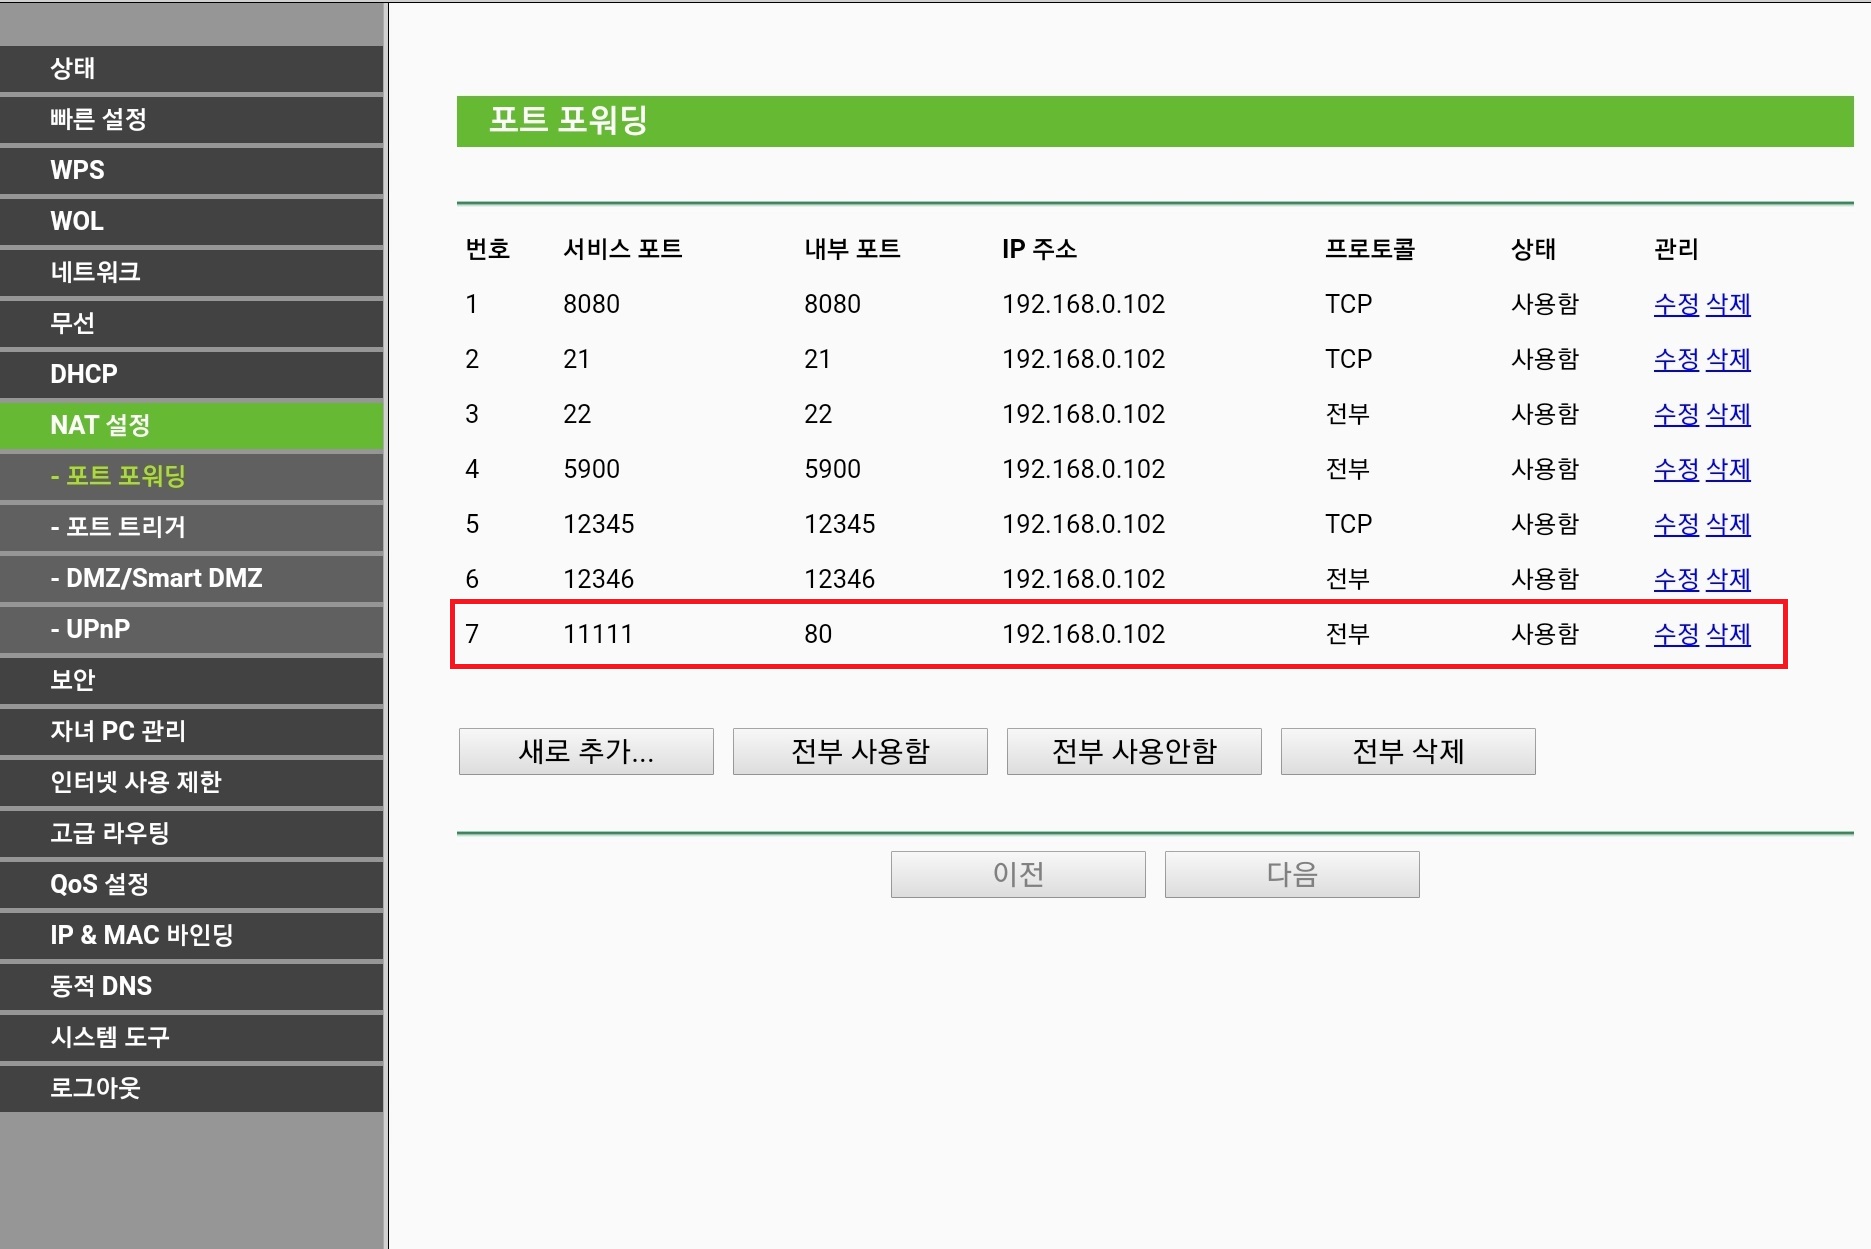 상태
빠른 설정
WPS
WOL
네트워크
무선
DHCP
NAT 설정
- 포트 포워딩
- 포트 트리거
- DMZ/Smart DMZ
- UPnP
보안
자녀 PC 관리
인터넷 사용 제한
고급 라우팅
QoS 설정
IP & MAC 바인딩
동적 DNS
시스템 도구
로그아웃
포트 포워딩
번호 서비스 포트 내부 포트 IP 주소 프로토콜 상태 관리
1 8080 8080 192.168.0.102 TCP 사용함 수정 삭제
2 21 21 192.168.0.102 TCP 사용함 수정 삭제
3 22 22 192.168.0.102 전부 사용함 수정 삭제
4 5900 5900 192.168.0.102 전부 사용함 수정 삭제
5 12345 12345 192.168.0.102 TCP 사용함 수정 삭제
6 12346 12346 192.168.0.102 전부 사용함 수정 삭제
7 11111 80 192.168.0.102 전부 사용함 수정 삭제
새로 추가... 전부 사용함 전부 사용안함 전부 삭제
이전 다음